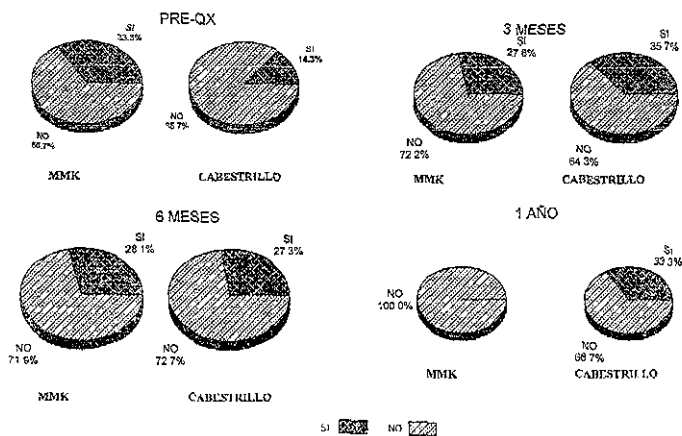 PRE-QX
SI
33.3%
NO
66.7%
MMK
SI
14.3%
NO
85.7%
CABESTRILLO
3 MESES
SI
27.8%
NO
72.2%
MMK
SI
35.7%
NO
64.3%
CABESTRILLO
6 MESES
SI
28.1%
NO
71.9%
MMK
SI
27.3%
NO
72.7%
CABESTRILLO
1 AÑO
NO
100.0%
MMK
SI
33.3%
NO
66.7%
CABESTRILLO
SI
NO